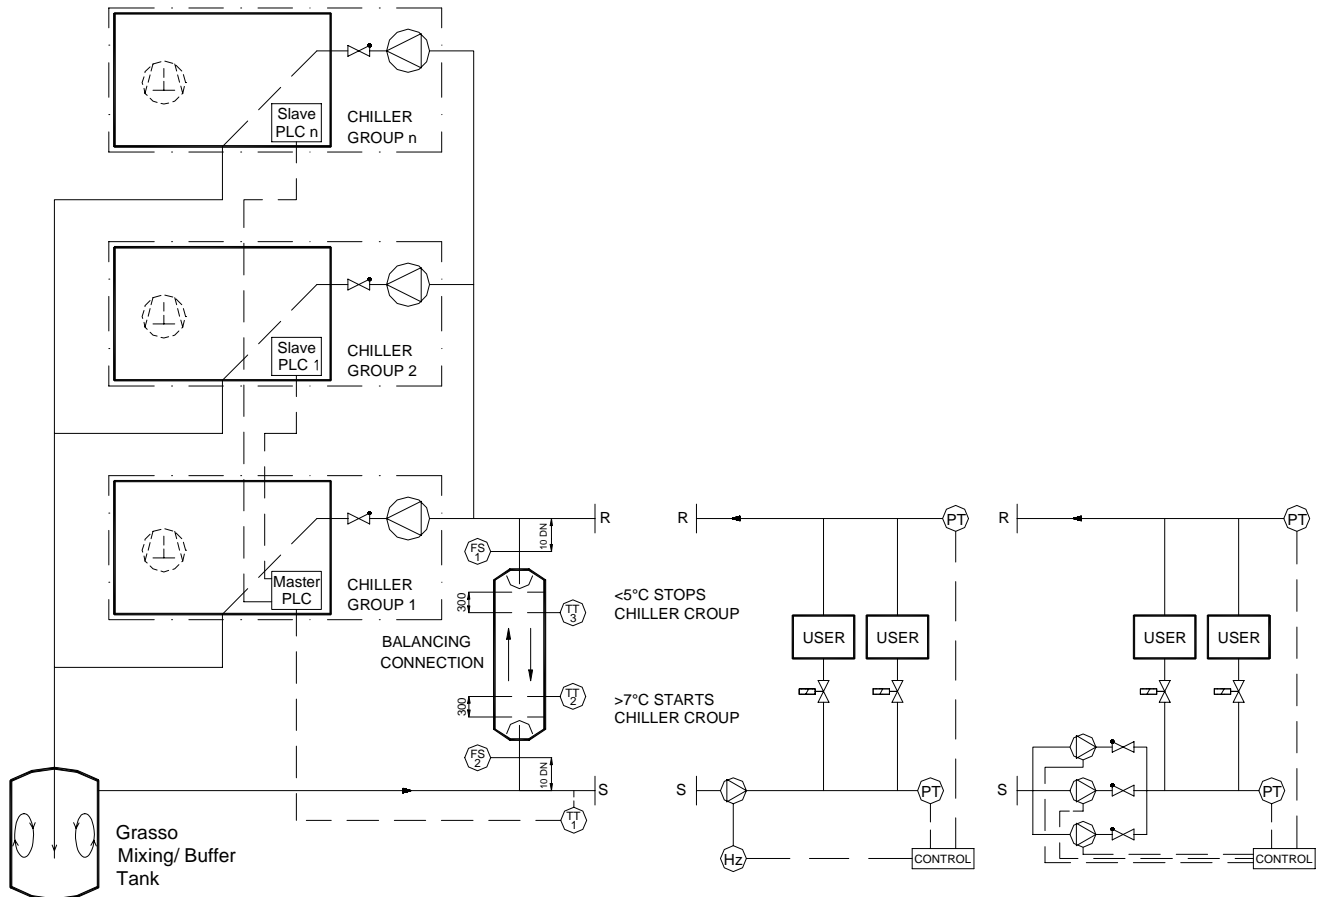 Slave
PLC n
CHILLER
GROUP n
Slave
PLC 1
CHILLER
GROUP 2
Master
PLC
CHILLER
GROUP 1
R
10 DN
FS
1
300
TT
3
<5°C STOPS
CHILLER CROUP
BALANCING
CONNECTION
300
TT
2
>7°C STARTS
CHILLER CROUP
FS
2
10 DN
S
TT
1
Grasso
Mixing/ Buffer
Tank
R
PT
USER
USER
S
PT
Hz
CONTROL
R
PT
USER
USER
S
PT
CONTROL